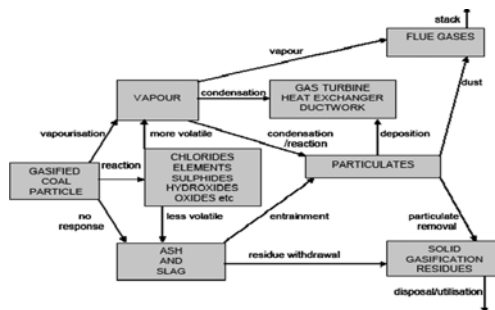 stack
FLUE GASES
vapour
dust
VAPOUR
condensation
GAS TURBINE
HEAT EXCHANGER
DUCTWORK
vapourisation
more volatile
condensation
/reaction
deposition
GASIFIED
COAL
PARTICLE
reaction
CHLORIDES
ELEMENTS
SULPHIDES
HYDROXIDES
OXIDES etc
PARTICULATES
no
response
less volatile
entrainment
particulate
removal
ASH
AND
SLAG
residue withdrawal
SOLID
GASIFICATION
RESIDUES
disposal/utilisation